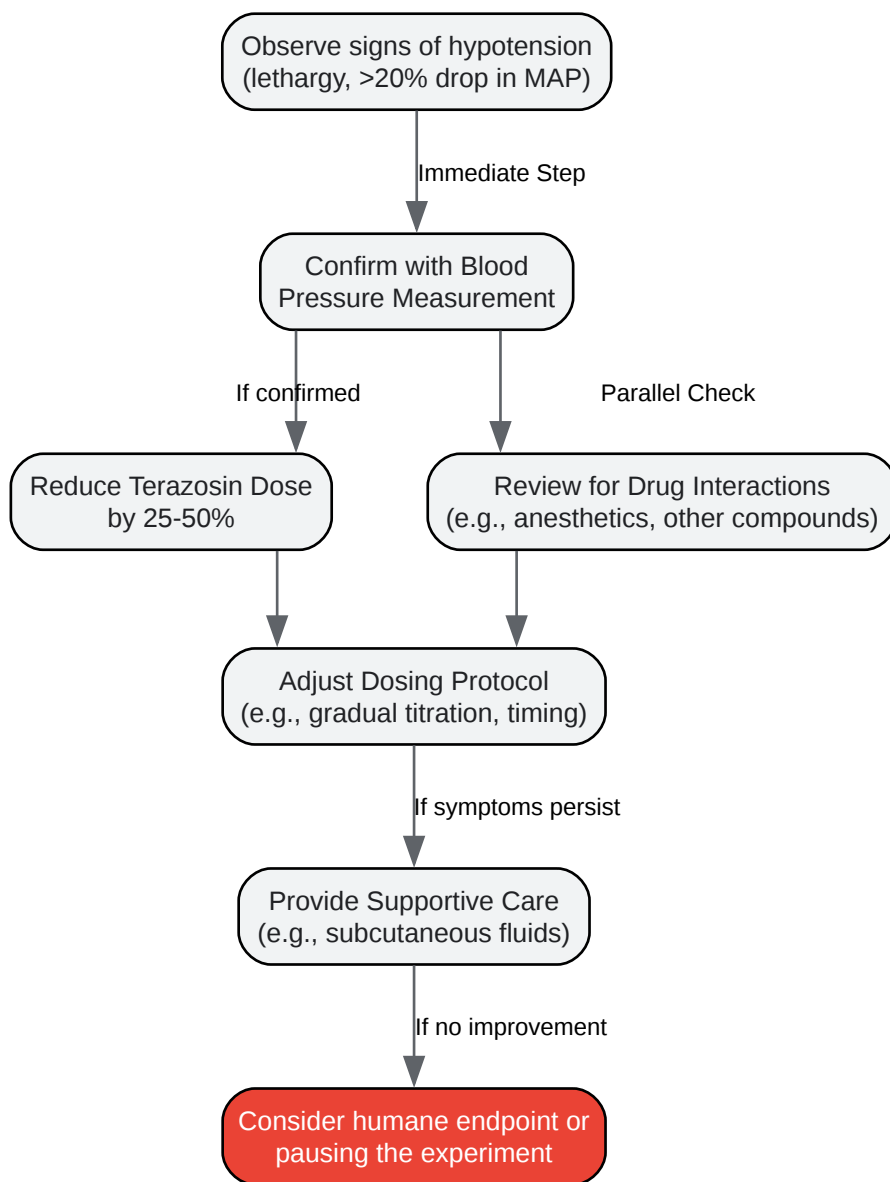 Observe signs of hypotension
(lethargy, >20% drop in MAP)
Immediate Step
Confirm with Blood
Pressure Measurement
If confirmed
Parallel Check
Reduce Terazosin Dose
by 25-50%
Review for Drug Interactions
(e.g., anesthetics, other compounds)
Adjust Dosing Protocol
(e.g., gradual titration, timing)
If symptoms persist
Provide Supportive Care
(e.g., subcutaneous fluids)
If no improvement
Consider humane endpoint or
pausing the experiment